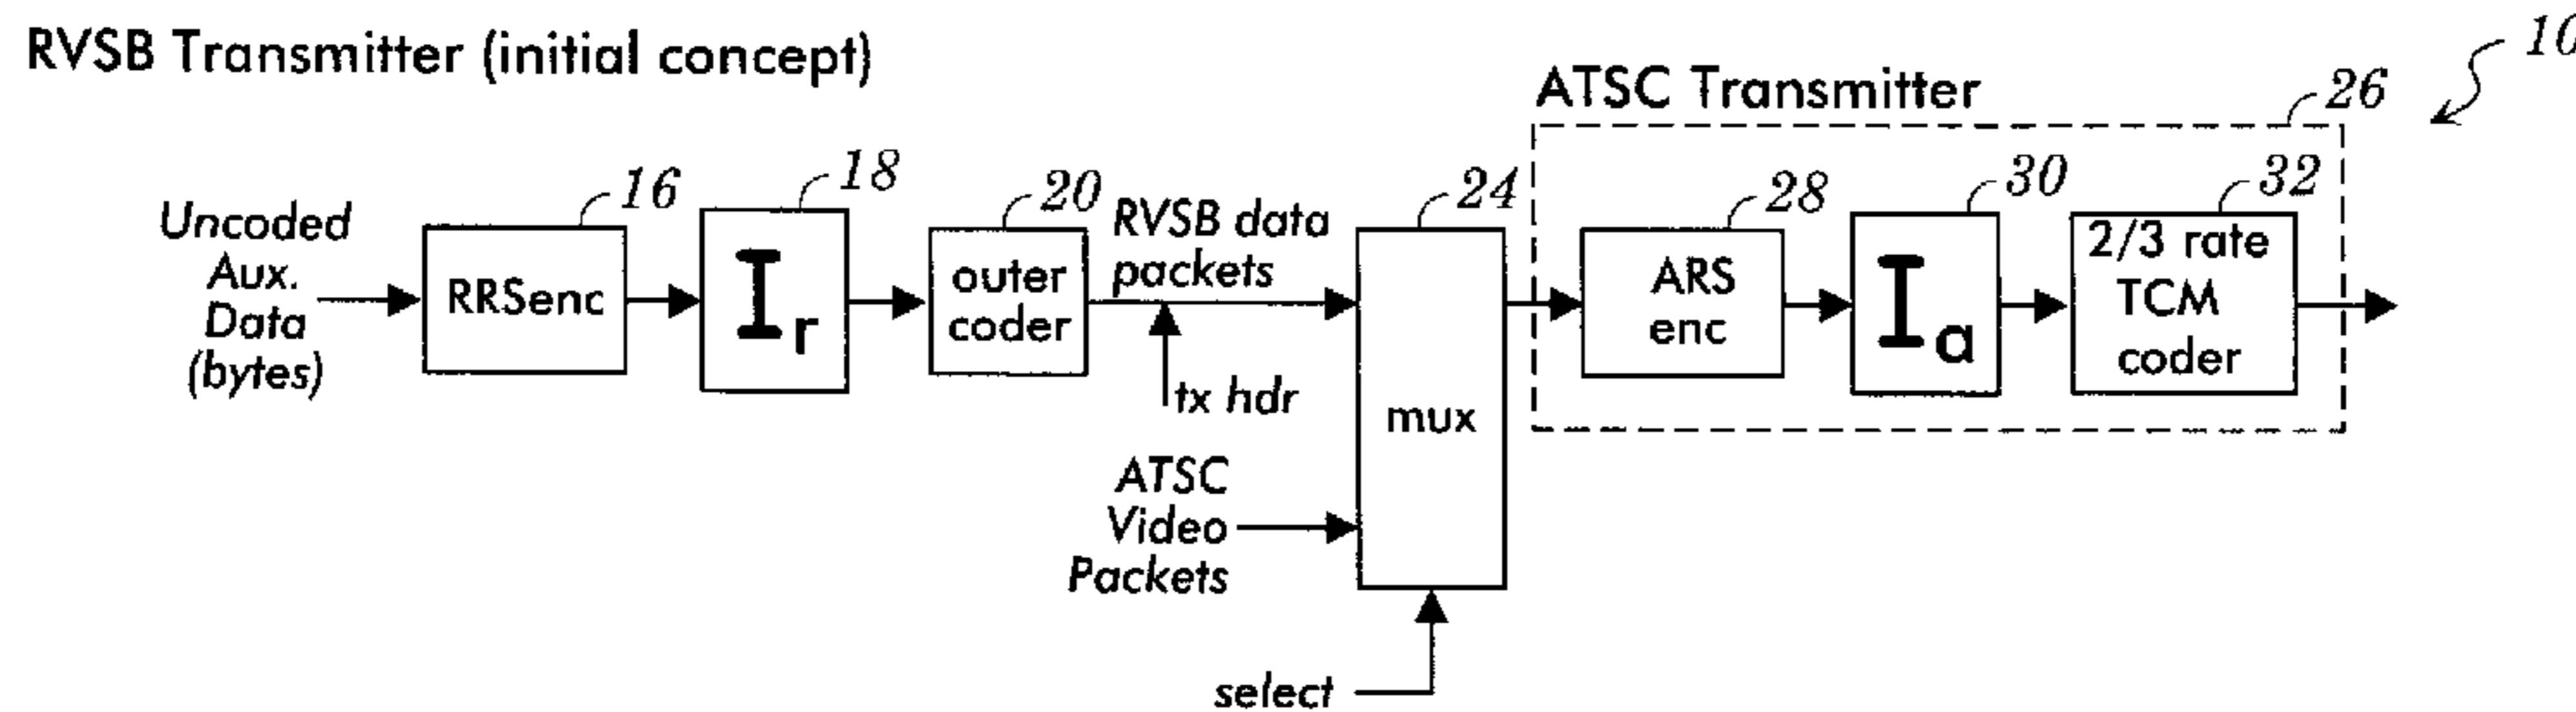 RVSB Transmitter (initial concept)
10
ATSC Transmitter
26
Uncoded
Aux.
Data
(bytes)
16
RRSenc
18
Ir
20
outer
coder
RVSB data
packets
tx hdr
ATSC
Video
Packets
24
mux
select
28
ARS
enc
30
Ia
32
2/3 rate
TCM
coder